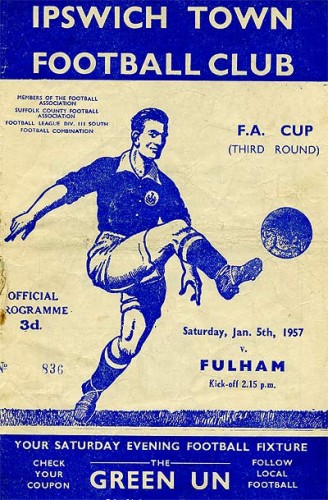 IPSWICH TOWN
FOOTBALL CLUB
MEMBERS OF THE FOOTBALL
ASSOCIATION
SUFFOLK COUNTY FOOTBALL
ASSOCIATION
FOOTBALL LEAGUE DIV. III SOUTH
FOOTBALL COMBINATION
F.A. CUP
(THIRD ROUND)
OFFICIAL
ROGRAMME
3d.
Nº 836
Saturday, Jan. 5th, 1957
v.
FULHAM
Kick-off 2.15 p.m.
YOUR SATURDAY EVENING FOOTBALL FIXTURE
CHECK
YOUR
COUPON
THE
GREEN UN
FOLLOW
LOCAL
FOOTBALL